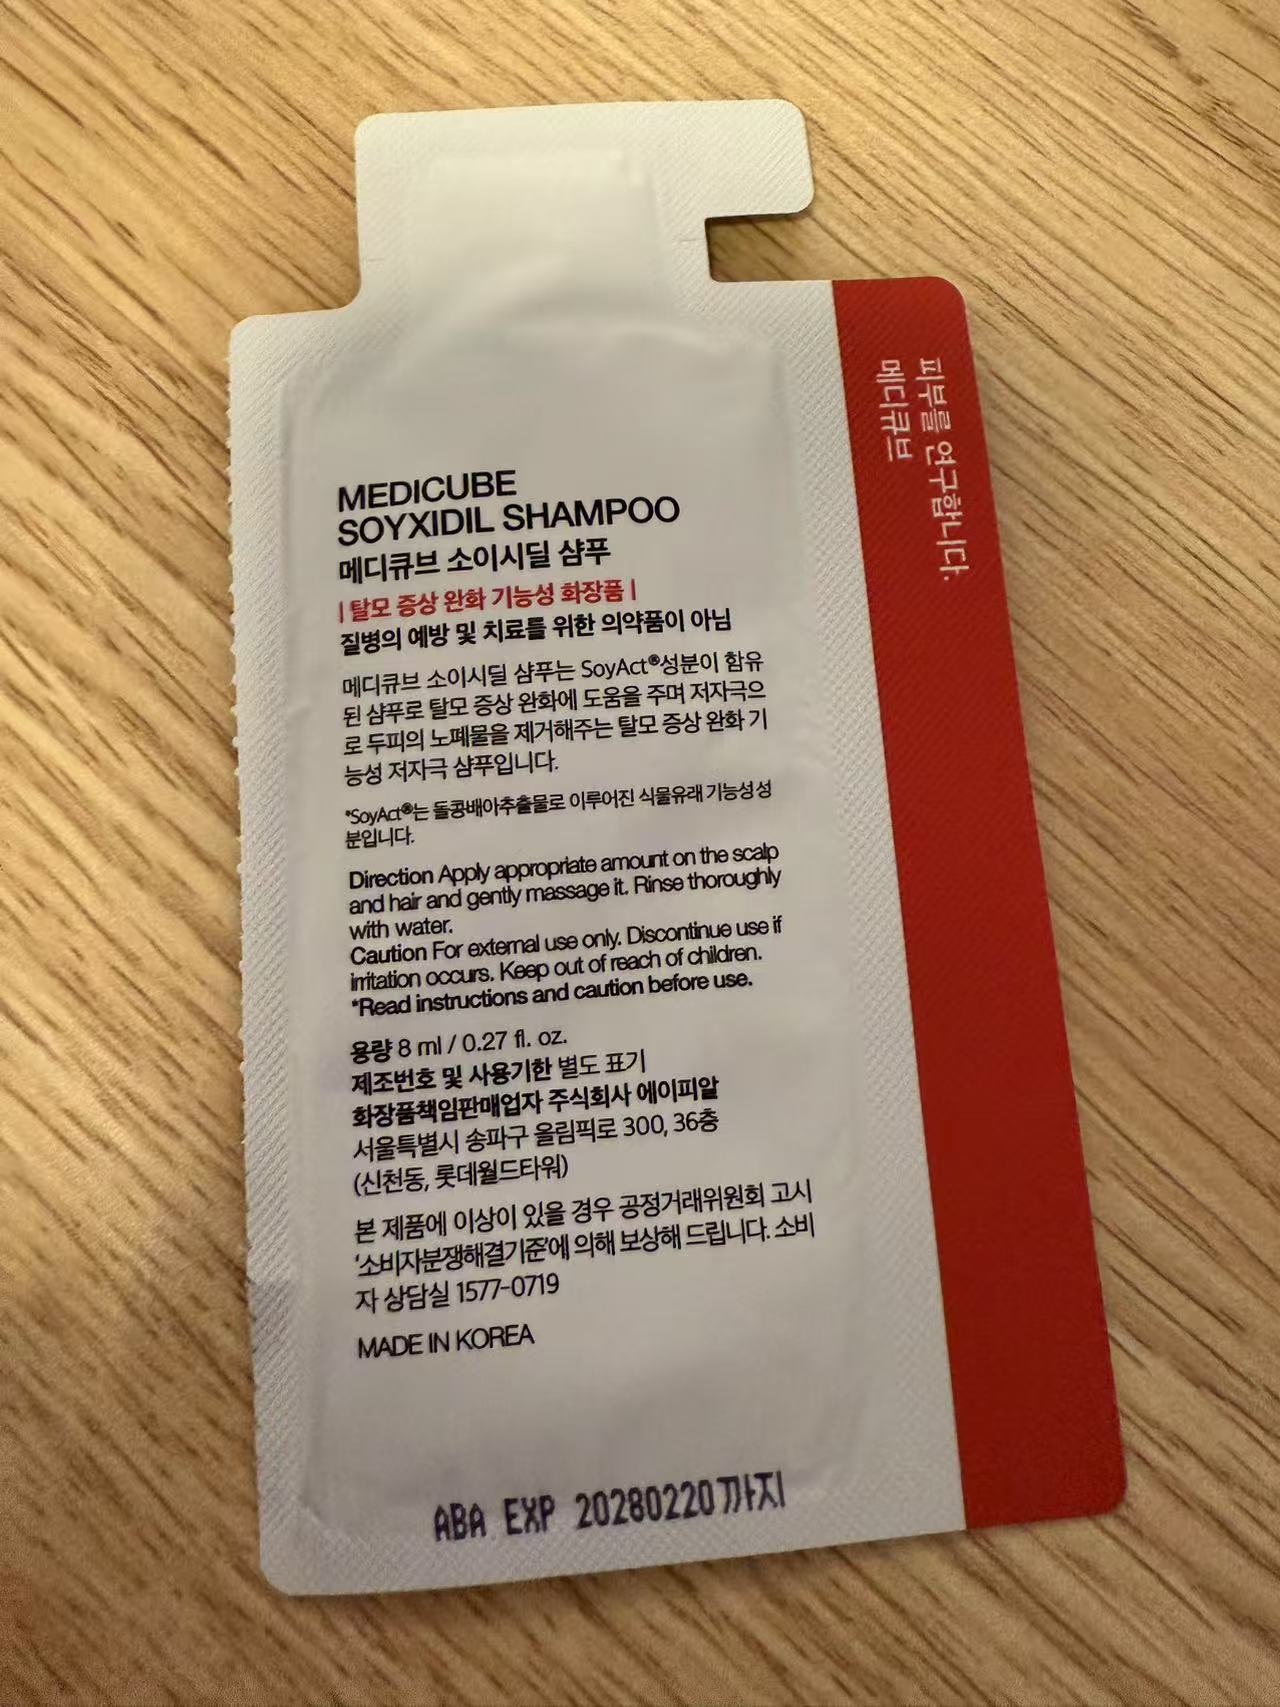 MEDICUBE
SOYXIDIL SHAMPOO
메디큐브 소이시딜 샴푸
| 탈모 증상 완화 기능성 화장품 |
질병의 예방 및 치료를 위한 의약품이 아님
메디큐브 소이시딜 샴푸는 SoyAct®성분이 함유
된 샴푸로 탈모 증상 완화에 도움을 주며 저자극으
로 두피의 노폐물을 제거해주는 탈모 증상 완화 기
능성 저자극 샴푸입니다.
*SoyAct®는 돌콩배아추출물로 이루어진 식물유래 기능성 성
분입니다.
Direction Apply appropriate amount on the scalp
and hair and gently massage it. Rinse thoroughly
with water.
Caution For external use only. Discontinue use if
irritation occurs. Keep out of reach of children.
*Read instructions and caution before use.
용량 8 ml / 0.27 fl. oz.
제조번호 및 사용기한 별도 표기
화장품책임판매업자 주식회사 에이피알
서울특별시 송파구 올림픽로 300, 36층
(신천동, 롯데월드타워)
본 제품에 이상이 있을 경우 공정거래위원회 고시
'소비자분쟁해결기준'에 의해 보상해 드립니다. 소비
자 상담실 1577-0719
MADE IN KOREA
ABA EXP 20280220까지
피부를 연구합니다.
메디큐브